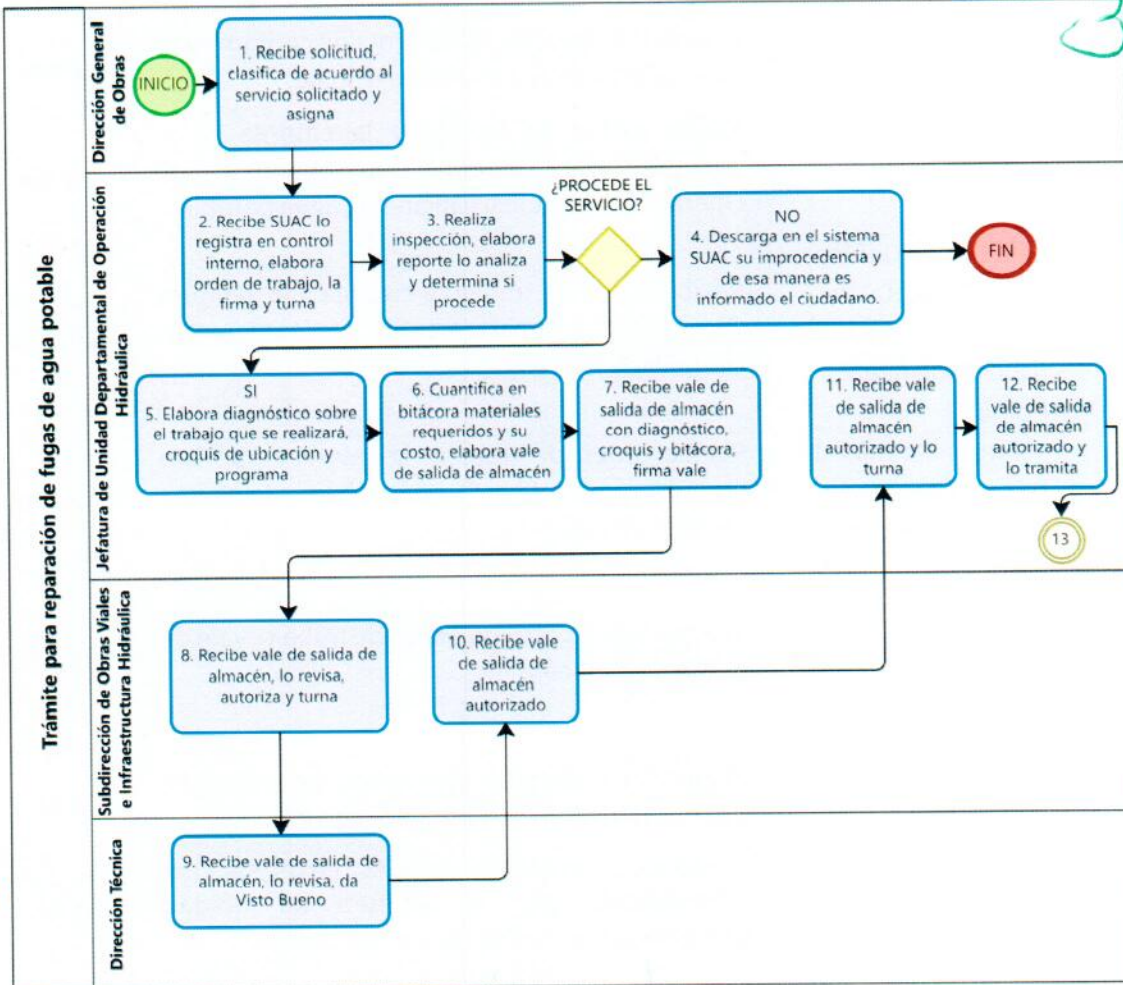 Trámite para reparación de fugas de agua potable
Dirección General
de Obras
INICIO
1. Recibe solicitud,
clasifica de acuerdo al
servicio solicitado y
asigna
Jefatura de Unidad Departamental de Operación
Hidráulica
2. Recibe SUAC lo
registra en control
interno, elabora
orden de trabajo, la
firma y turna
3. Realiza
inspección, elabora
reporte lo analiza
y determina si
procede
¿PROCEDE EL
SERVICIO?
NO
4. Descarga en el sistema
SUAC su improcedencia y
de esa manera es
informado el ciudadano.
FIN
SI
5. Elabora diagnóstico sobre
el trabajo que se realizará,
croquis de ubicación y
programa
6. Cuantifica en
bitácora materiales
requeridos y su
costo, elabora vale
de salida de almacén
7. Recibe vale de
salida de almacén
con diagnóstico,
croquis y bitácora,
firma vale
11. Recibe vale
de salida de
almacén
autorizado y lo
turna
12. Recibe
vale de salida
de almacén
autorizado y
lo tramita
13
Subdirección de Obras Viales
e Infraestructura Hidráulica
8. Recibe vale de salida de
almacén, lo revisa,
autoriza y turna
10. Recibe vale
de salida de
almacén
autorizado
Dirección Técnica
9. Recibe vale de salida de
almacén, lo revisa, da
Visto Bueno